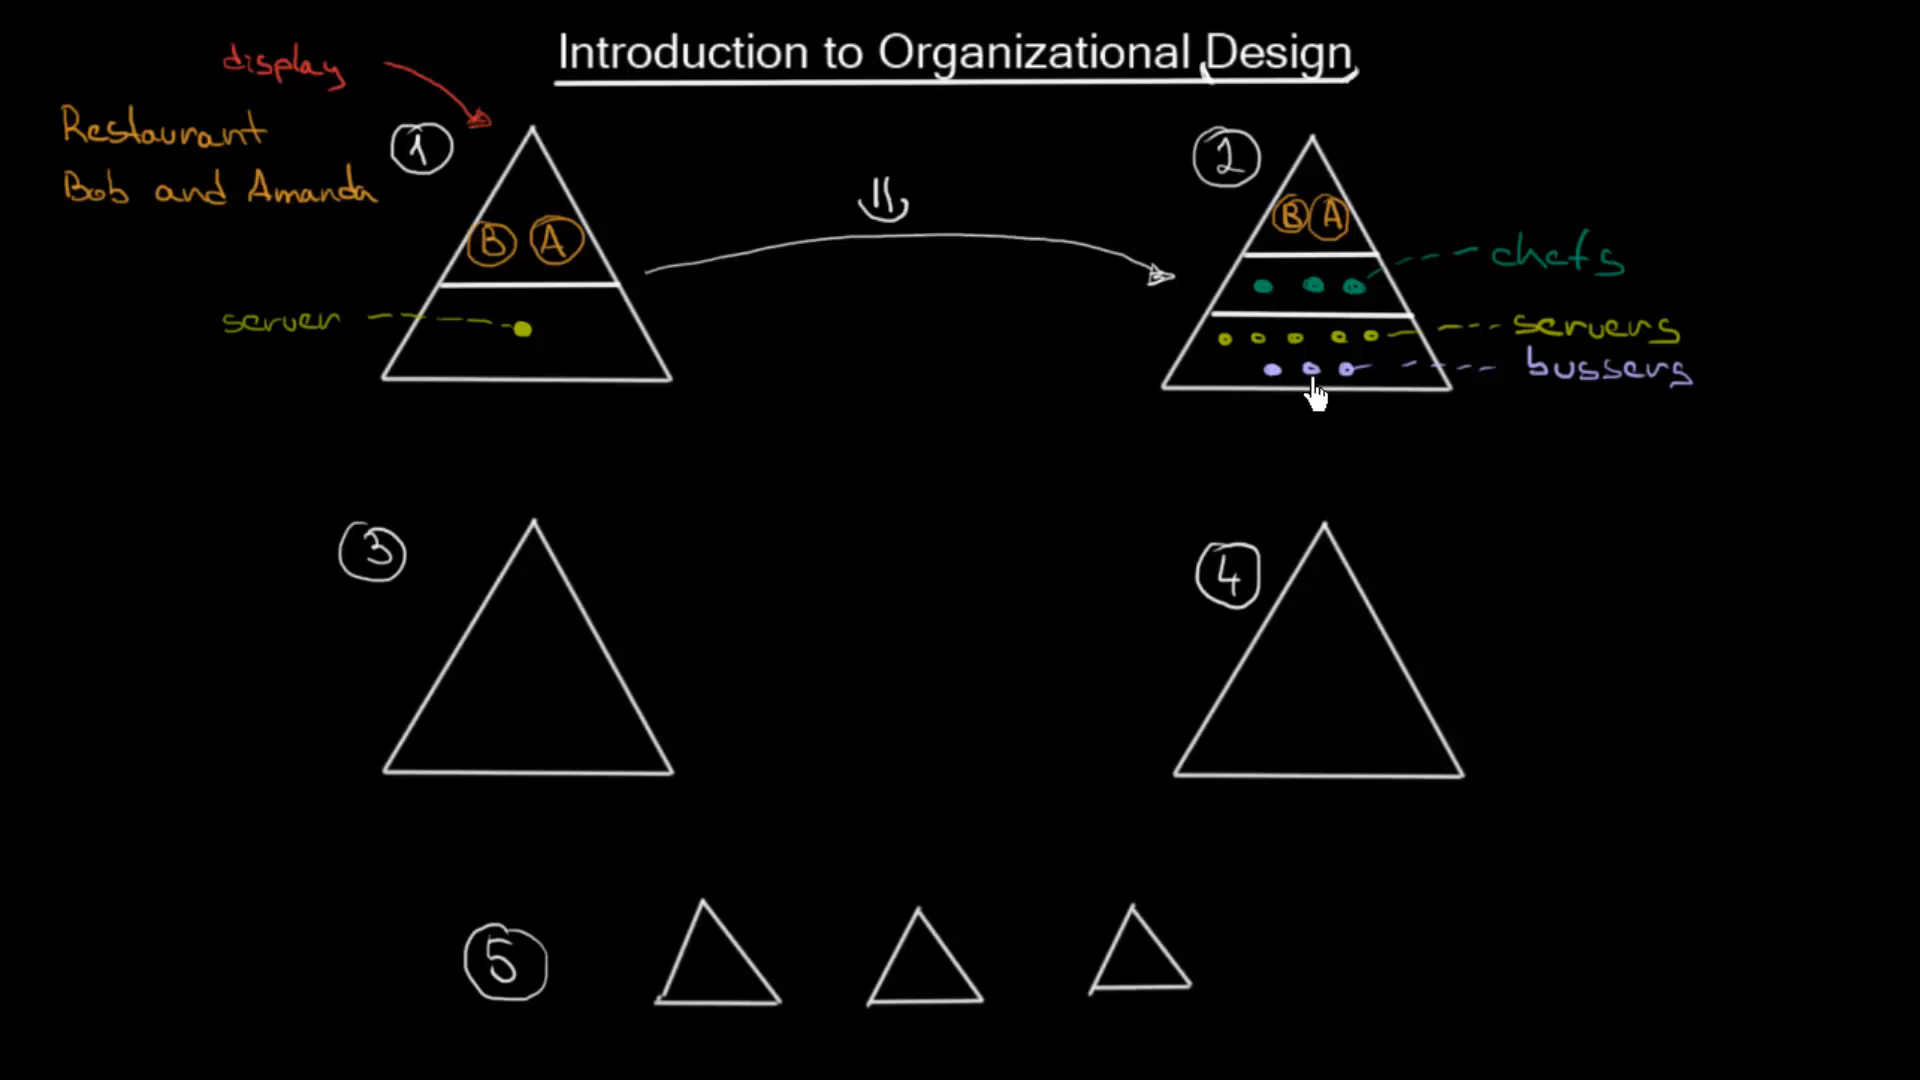 Introduction to Organizational Design
display
Restaurant
Bob and Amanda
1
B A
server
2
B A
chefs
servers
bussers
3
4
5